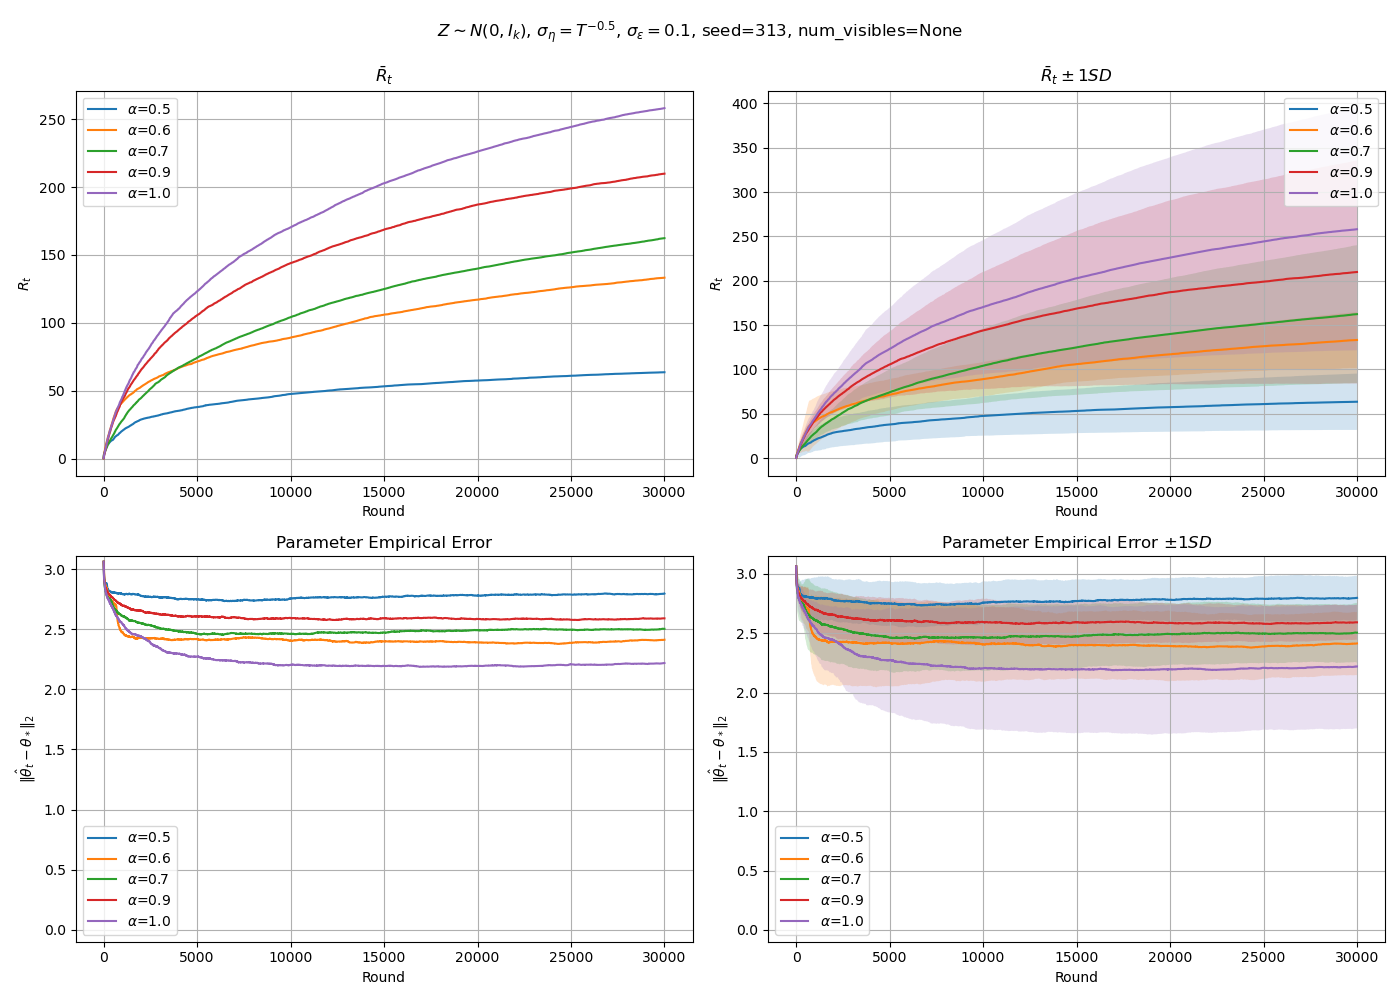 Z ~ N(0, I_k), σ_η = T^{-0.5}, σ_ε = 0.1, seed=313, num_visibles=None
R̄_t
250
200
150
100
50
0
R_t
α=0.5
α=0.6
α=0.7
α=0.9
α=1.0
0 5000 10000 15000 20000 25000 30000
Round
R̄_t ± 1SD
400
350
300
250
200
150
100
50
0
R_t
α=0.5
α=0.6
α=0.7
α=0.9
α=1.0
0 5000 10000 15000 20000 25000 30000
Round
Parameter Empirical Error
3.0
2.5
2.0
1.5
1.0
0.5
0.0
‖θ̂_t − θ_*‖_2
α=0.5
α=0.6
α=0.7
α=0.9
α=1.0
0 5000 10000 15000 20000 25000 30000
Round
Parameter Empirical Error ±1SD
3.0
2.5
2.0
1.5
1.0
0.5
0.0
‖θ̂_t − θ_*‖_2
α=0.5
α=0.6
α=0.7
α=0.9
α=1.0
0 5000 10000 15000 20000 25000 30000
Round